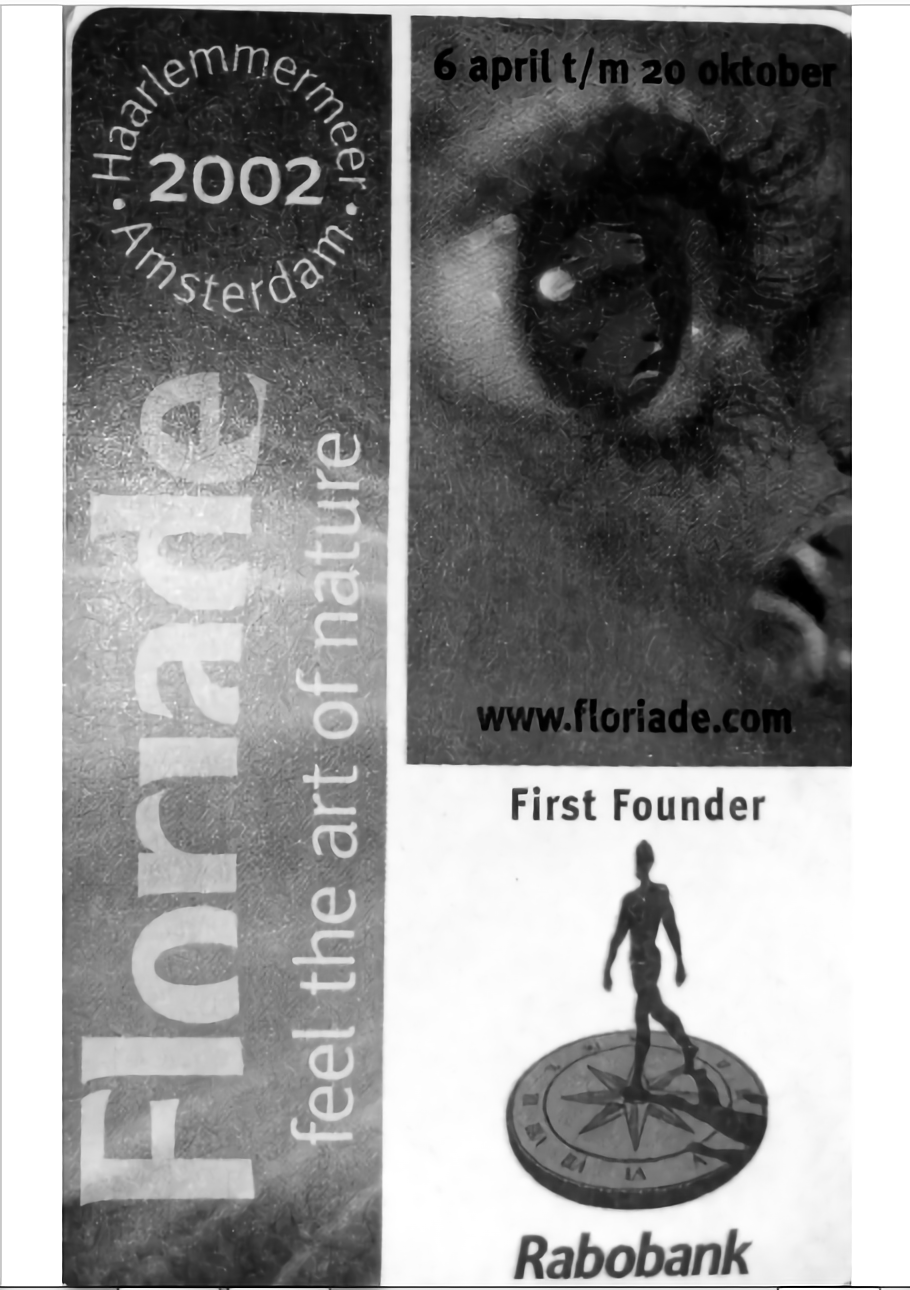 Haarlemmermeer
2002
Amsterdam
Floriade
feel the art of nature
6 april t/m 20 oktober
www.floriade.com
First Founder
Rabobank